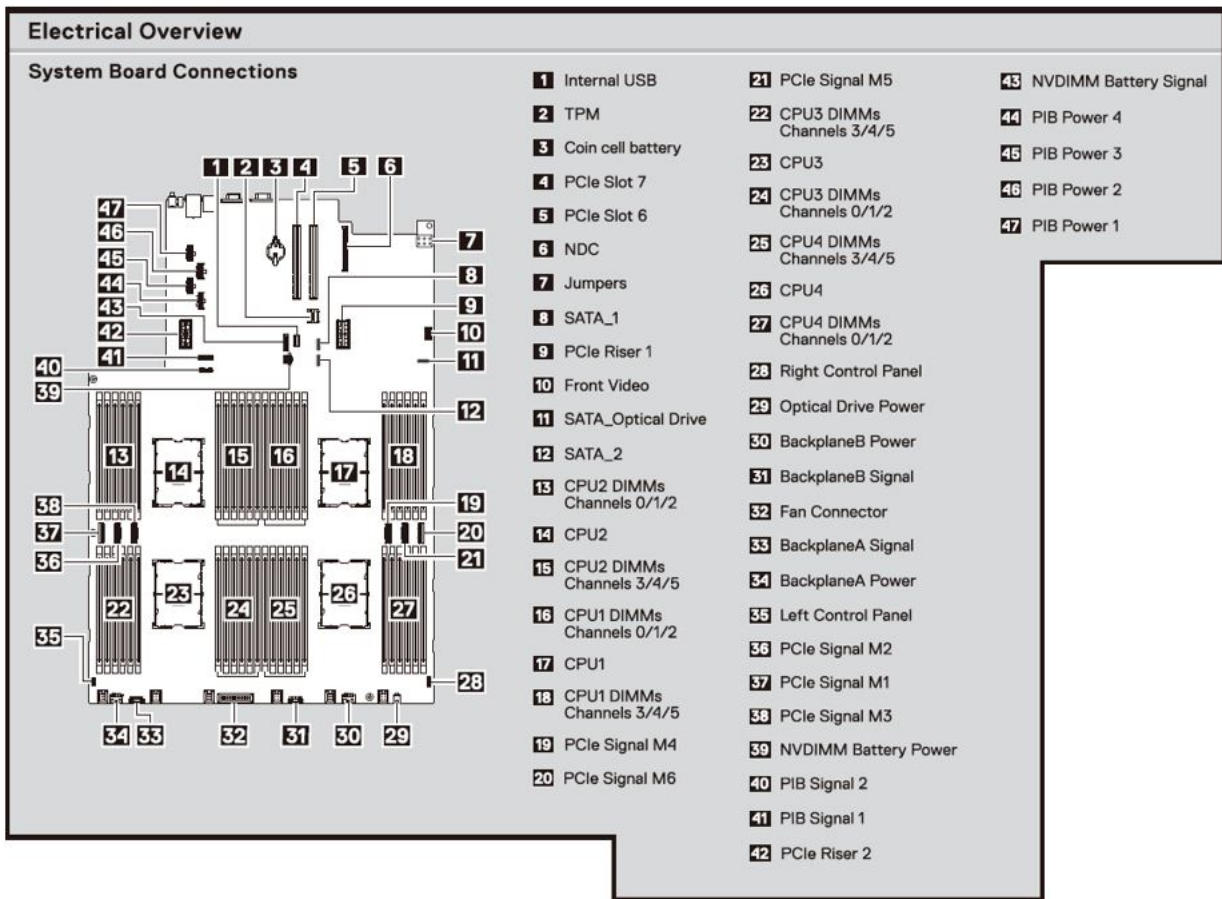 Electrical Overview
System Board Connections
1 2 3 4 5 6
47
46
45
44
43
42
41
40
39
7
8
9
10
11
12
13
14
15
16
17
18
38
37
36
19
20
21
22
23
24
25
26
27
35
28
34
33
32
31
30
29
1 Internal USB
2 TPM
3 Coin cell battery
4 PCIe Slot 7
5 PCIe Slot 6
6 NDC
7 Jumpers
8 SATA_1
9 PCIe Riser 1
10 Front Video
11 SATA_Optical Drive
12 SATA_2
13 CPU2 DIMMs
Channels 0/1/2
14 CPU2
15 CPU2 DIMMs
Channels 3/4/5
16 CPU1 DIMMs
Channels 0/1/2
17 CPU1
18 CPU1 DIMMs
Channels 3/4/5
19 PCIe Signal M4
20 PCIe Signal M6
21 PCIe Signal M5
22 CPU3 DIMMs
Channels 3/4/5
23 CPU3
24 CPU3 DIMMs
Channels 0/1/2
25 CPU4 DIMMs
Channels 3/4/5
26 CPU4
27 CPU4 DIMMs
Channels 0/1/2
28 Right Control Panel
29 Optical Drive Power
30 BackplaneB Power
31 BackplaneB Signal
32 Fan Connector
33 BackplaneA Signal
34 BackplaneA Power
35 Left Control Panel
36 PCIe Signal M2
37 PCIe Signal M1
38 PCIe Signal M3
39 NVDIMM Battery Power
40 PIB Signal 2
41 PIB Signal 1
42 PCIe Riser 2
43 NVDIMM Battery Signal
44 PIB Power 4
45 PIB Power 3
46 PIB Power 2
47 PIB Power 1